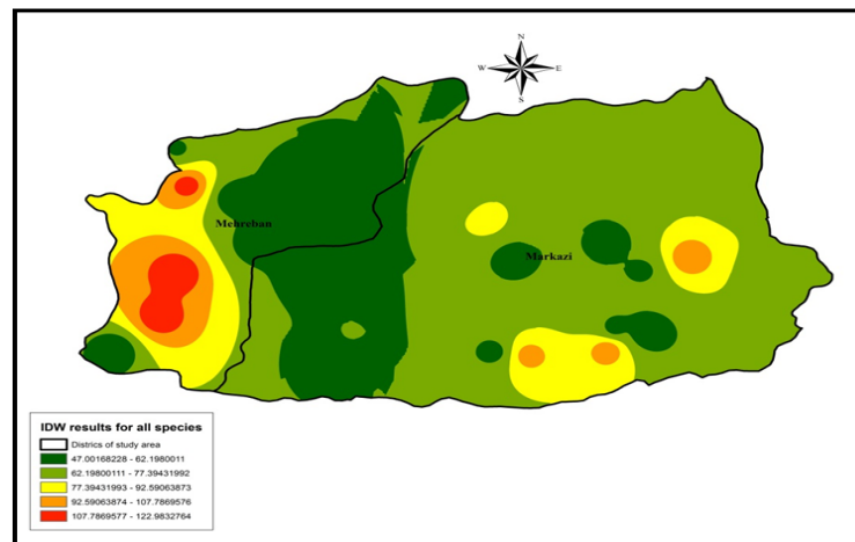 N
W E
S
Mehreban
Markazi
IDW results for all species
Districs of study area
47.00168228 - 62.1980011
62.19800111 - 77.39431992
77.39431993 - 92.59063873
92.59063874 - 107.7869576
107.7869577 - 122.9832764